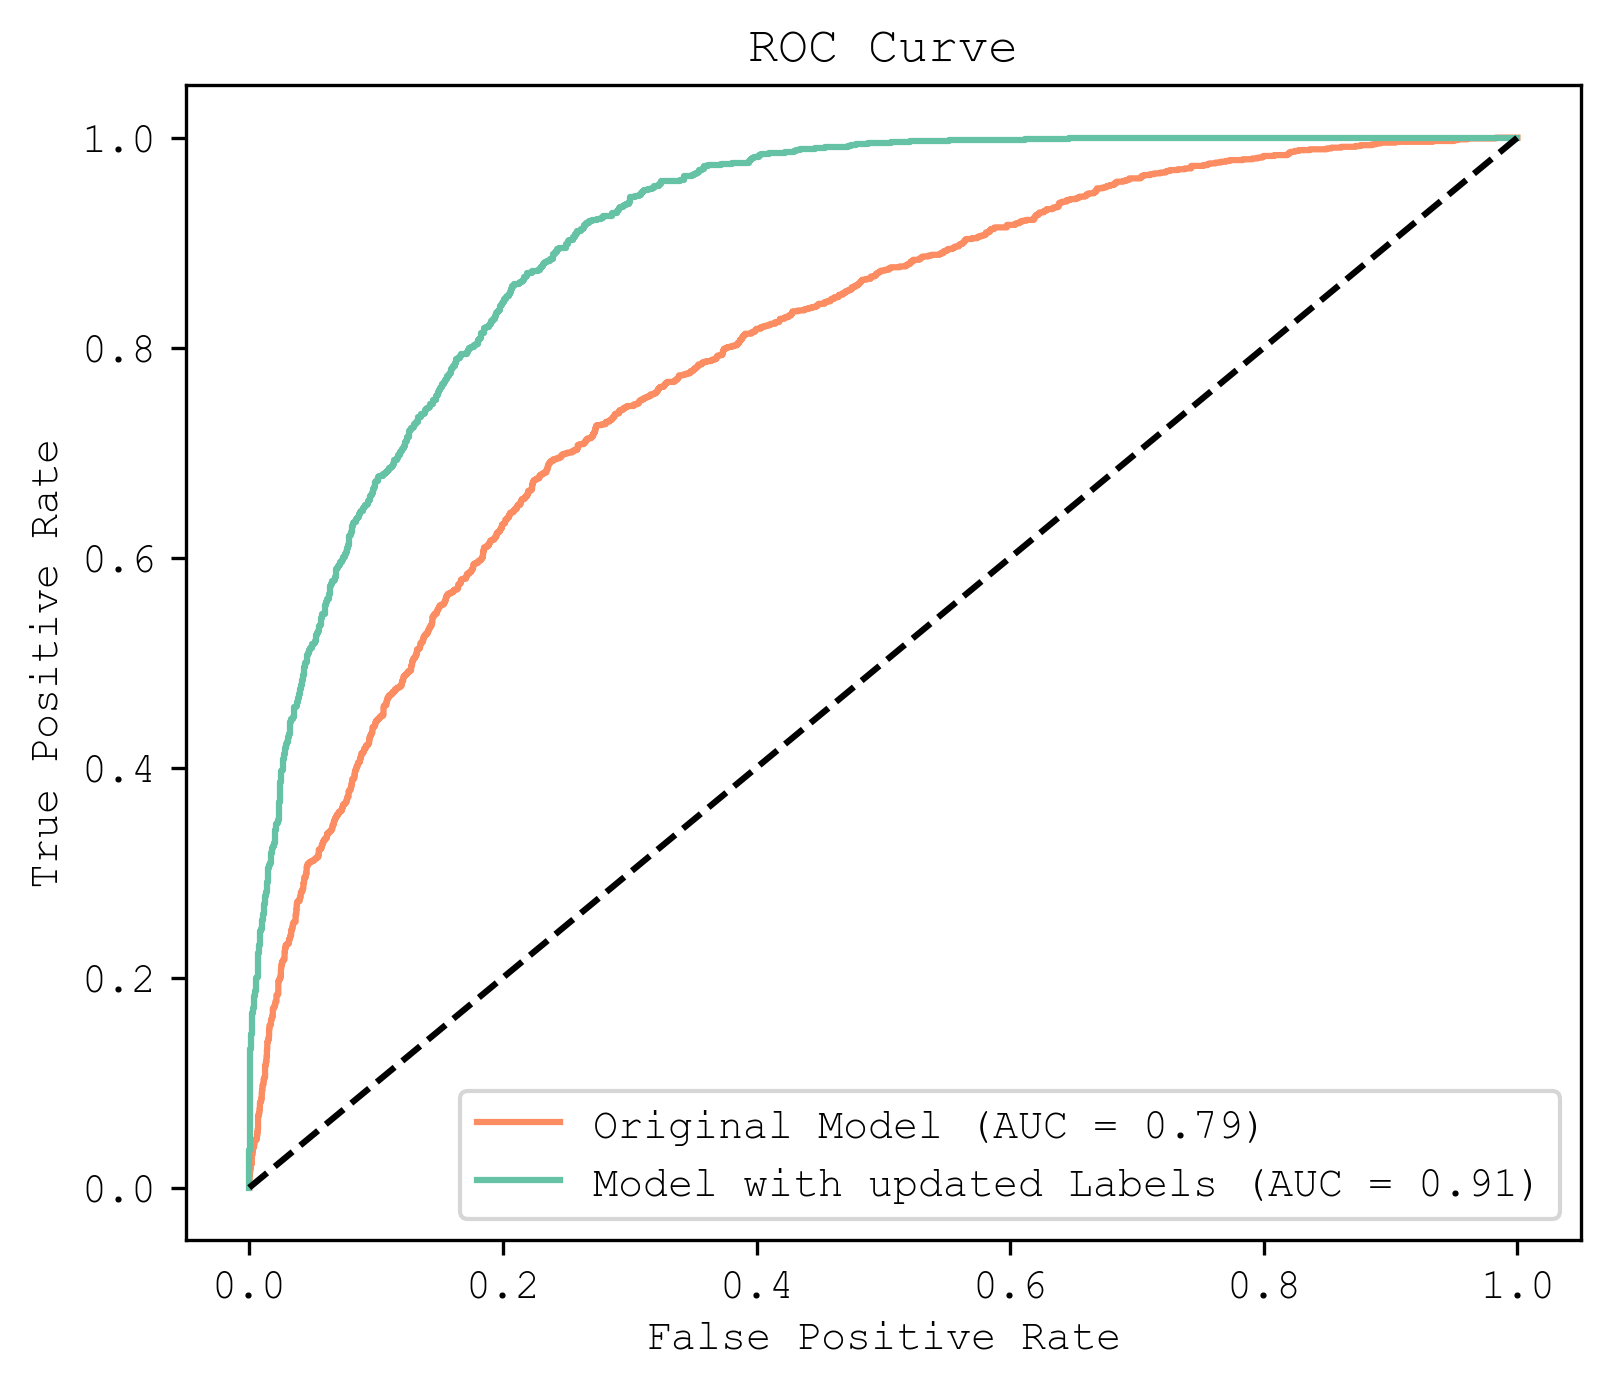 ROC Curve
True Positive Rate
1.0
0.8
0.6
0.4
0.2
0.0
Original Model (AUC = 0.79)
Model with updated Labels (AUC = 0.91)
0.0 0.2 0.4 0.6 0.8 1.0
False Positive Rate